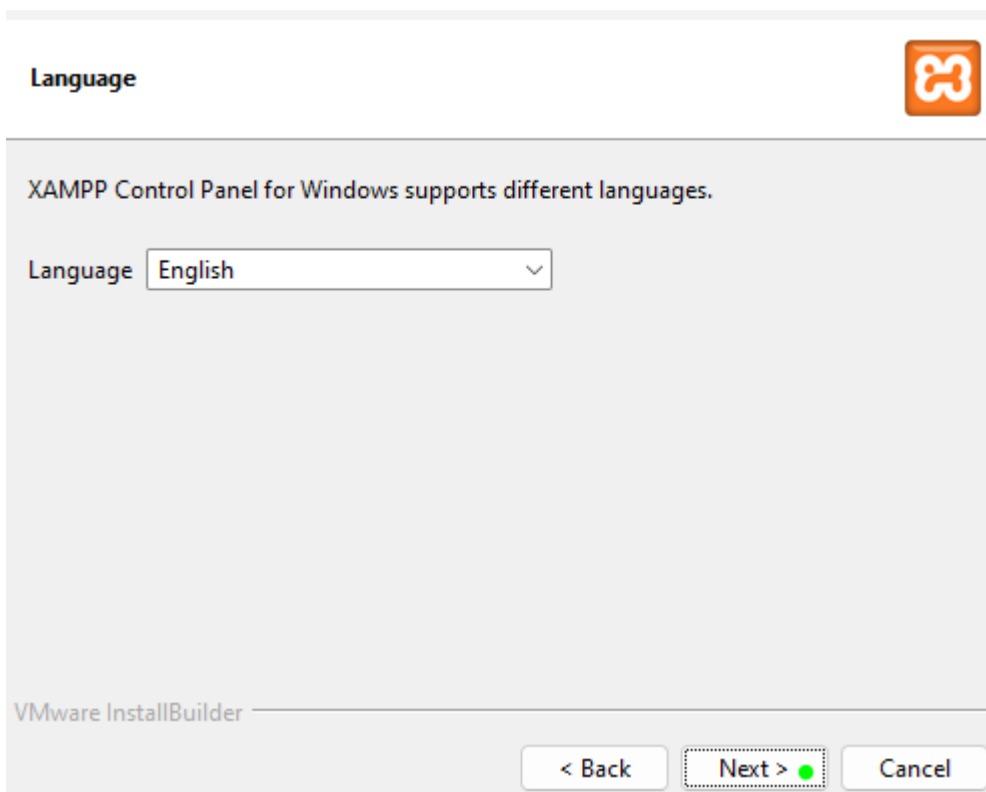 Language
XAMPP Control Panel for Windows supports different languages.
Language English
VMware InstallBuilder
< Back Next > Cancel